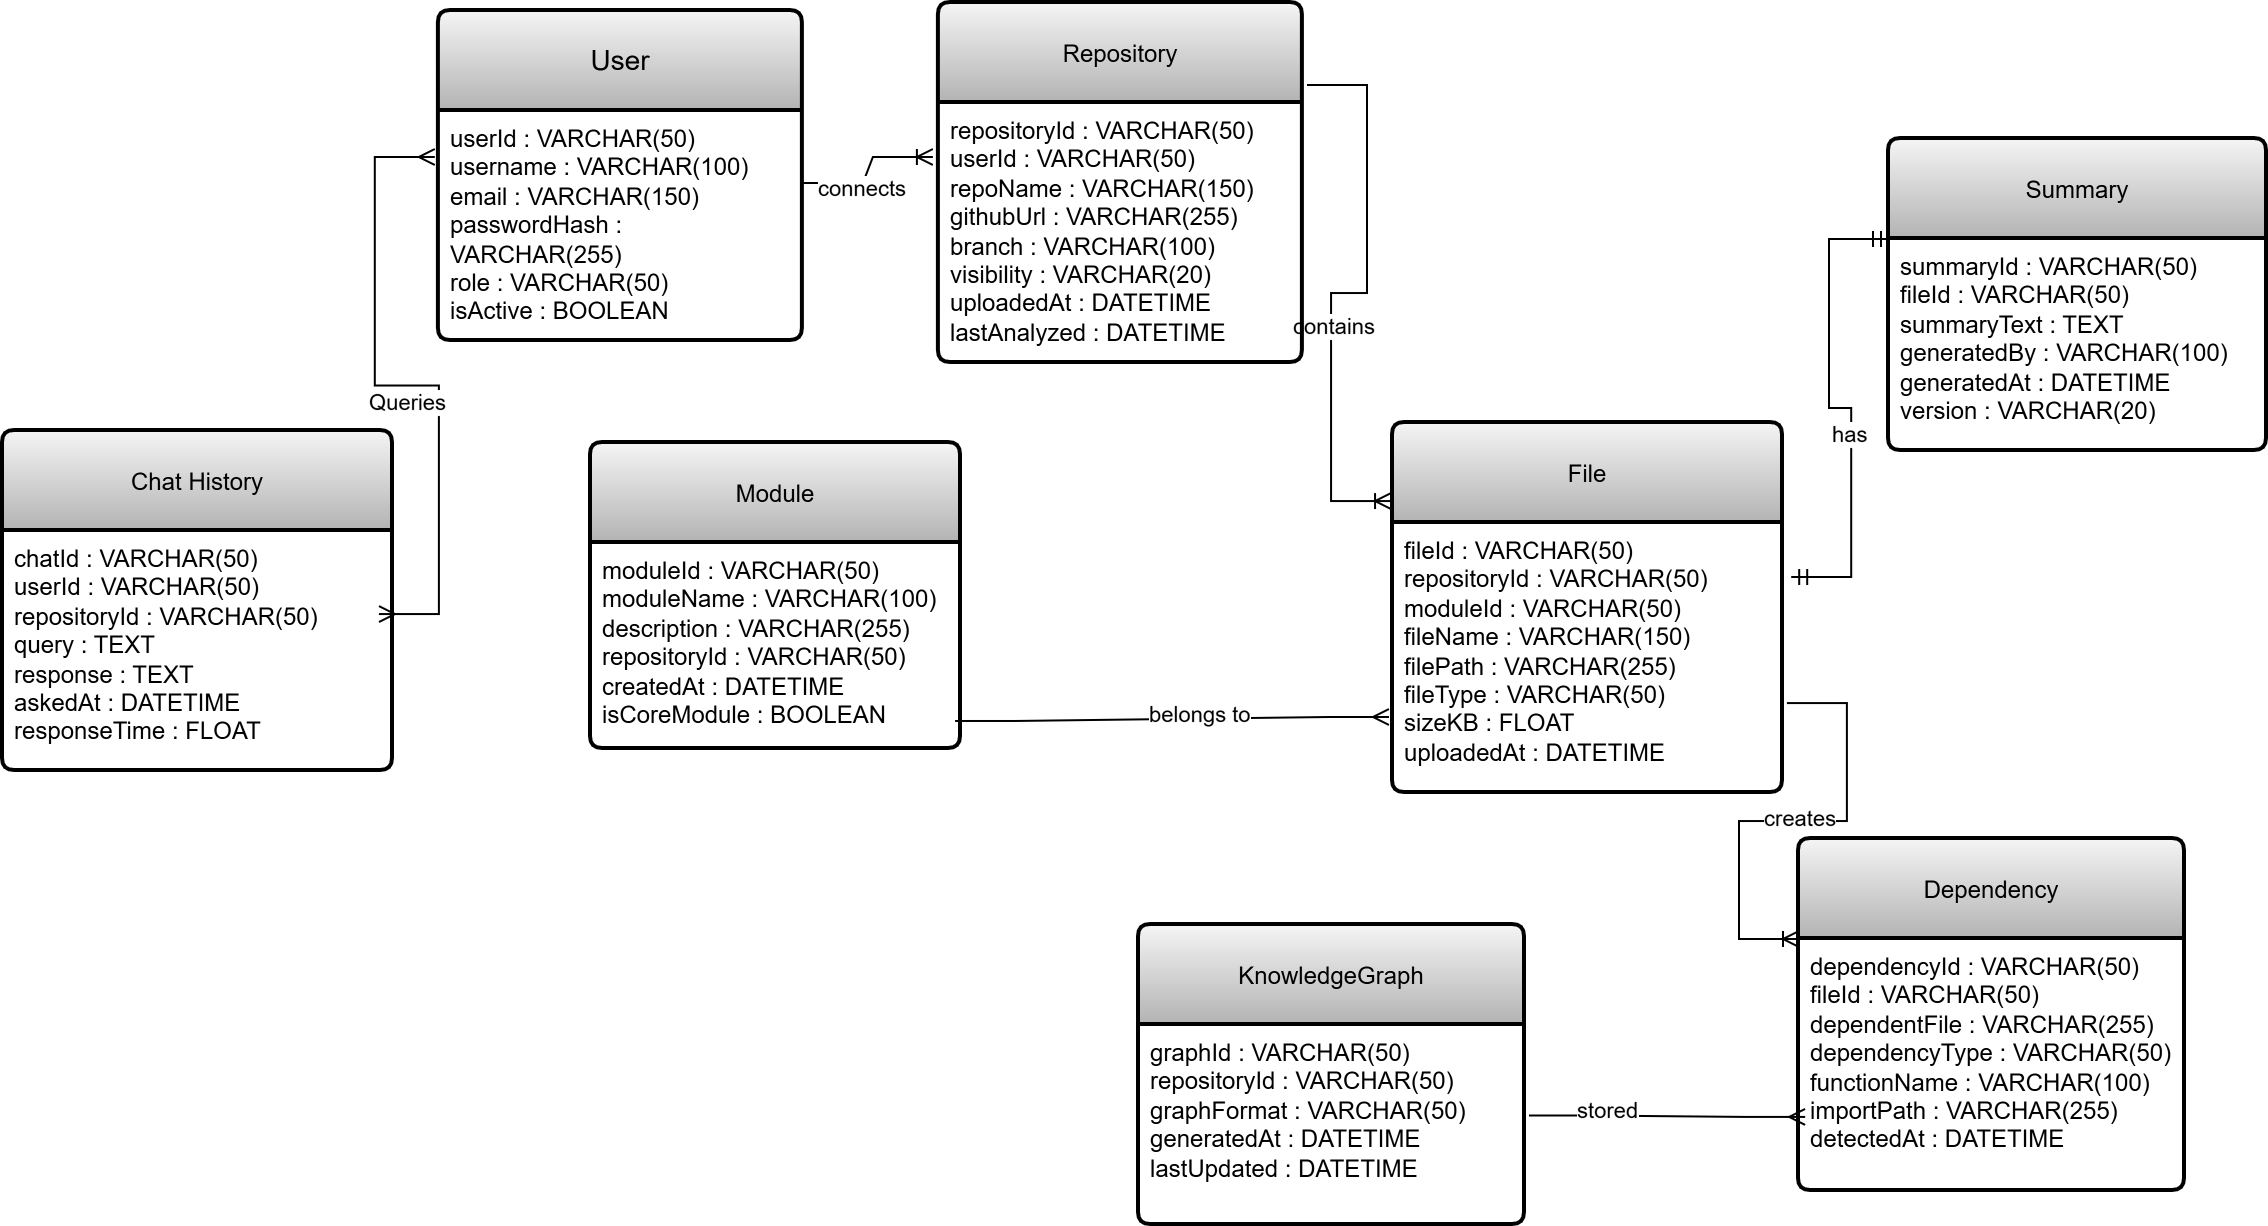 User
userId : VARCHAR(50)
username : VARCHAR(100)
email : VARCHAR(150)
passwordHash :
VARCHAR(255)
role : VARCHAR(50)
isActive : BOOLEAN
connects
Repository
repositoryId : VARCHAR(50)
userId : VARCHAR(50)
repoName : VARCHAR(150)
githubUrl : VARCHAR(255)
branch : VARCHAR(100)
visibility : VARCHAR(20)
uploadedAt : DATETIME
lastAnalyzed : DATETIME
contains
Summary
summaryId : VARCHAR(50)
fileId : VARCHAR(50)
summaryText : TEXT
generatedBy : VARCHAR(100)
generatedAt : DATETIME
version : VARCHAR(20)
has
Queries
Chat History
chatId : VARCHAR(50)
userId : VARCHAR(50)
repositoryId : VARCHAR(50)
query : TEXT
response : TEXT
askedAt : DATETIME
responseTime : FLOAT
Module
moduleId : VARCHAR(50)
moduleName : VARCHAR(100)
description : VARCHAR(255)
repositoryId : VARCHAR(50)
createdAt : DATETIME
isCoreModule : BOOLEAN
belongs to
File
fileId : VARCHAR(50)
repositoryId : VARCHAR(50)
moduleId : VARCHAR(50)
fileName : VARCHAR(150)
filePath : VARCHAR(255)
fileType : VARCHAR(50)
sizeKB : FLOAT
uploadedAt : DATETIME
creates
KnowledgeGraph
graphId : VARCHAR(50)
repositoryId : VARCHAR(50)
graphFormat : VARCHAR(50)
generatedAt : DATETIME
lastUpdated : DATETIME
stored
Dependency
dependencyId : VARCHAR(50)
fileId : VARCHAR(50)
dependentFile : VARCHAR(255)
dependencyType : VARCHAR(50)
functionName : VARCHAR(100)
importPath : VARCHAR(255)
detectedAt : DATETIME